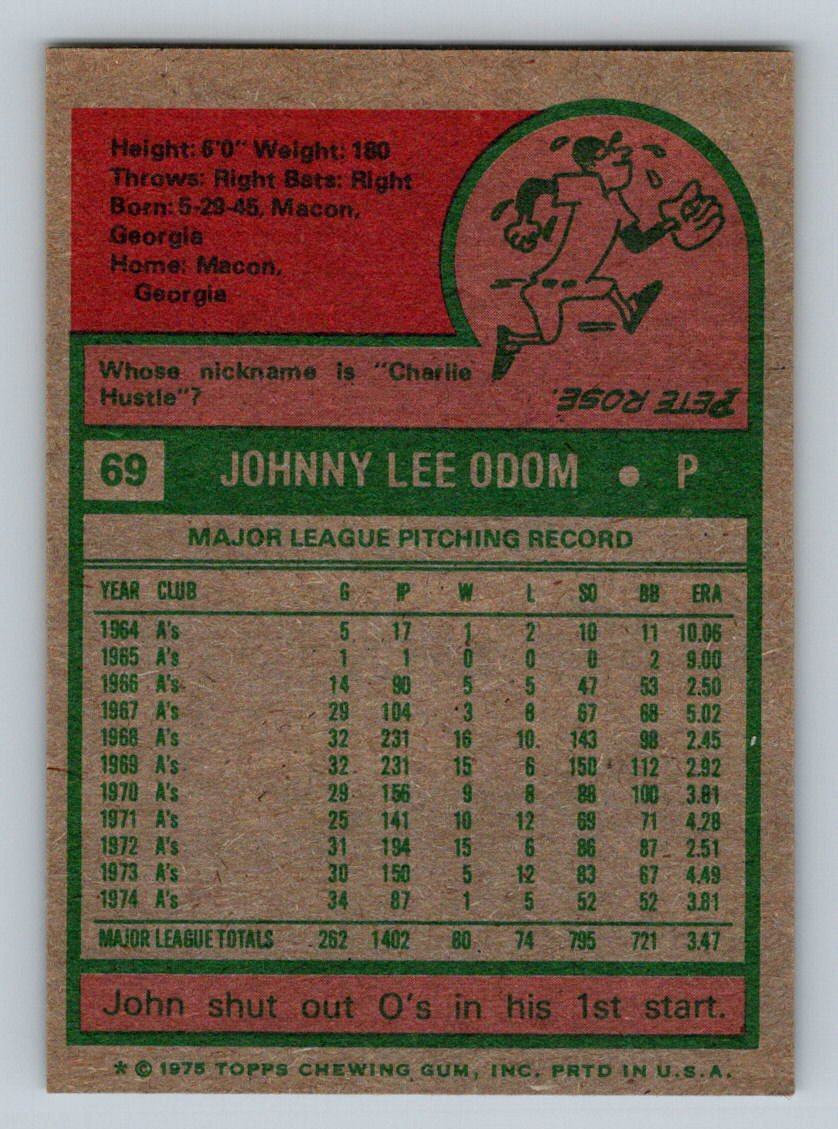 Height: 6'0" Weight: 180
Throws: Right Bats: Right
Born: 5-29-45, Macon,
Georgia
Home: Macon,
Georgia
Whose nickname is "Charlie
Hustle"?
PETE ROSE.
69 JOHNNY LEE ODOM • P
MAJOR LEAGUE PITCHING RECORD
YEAR CLUB G IP W L SO BB ERA
1964 A's 5 17 1 2 10 11 10.06
1965 A's 1 1 0 0 0 2 9.00
1966 A's 14 90 5 5 47 53 2.50
1967 A's 29 104 3 8 67 68 5.02
1968 A's 32 231 16 10 143 98 2.45
1969 A's 32 231 15 6 150 112 2.92
1970 A's 29 156 9 8 88 100 3.81
1971 A's 25 141 10 12 69 71 4.28
1972 A's 31 194 15 6 86 87 2.51
1973 A's 30 150 5 12 83 67 4.49
1974 A's 34 87 1 5 52 52 3.81
MAJOR LEAGUE TOTALS 262 1402 80 74 795 721 3.47
John shut out O's in his 1st start.
* © 1975 TOPPS CHEWING GUM, INC. PRTD IN U.S.A.